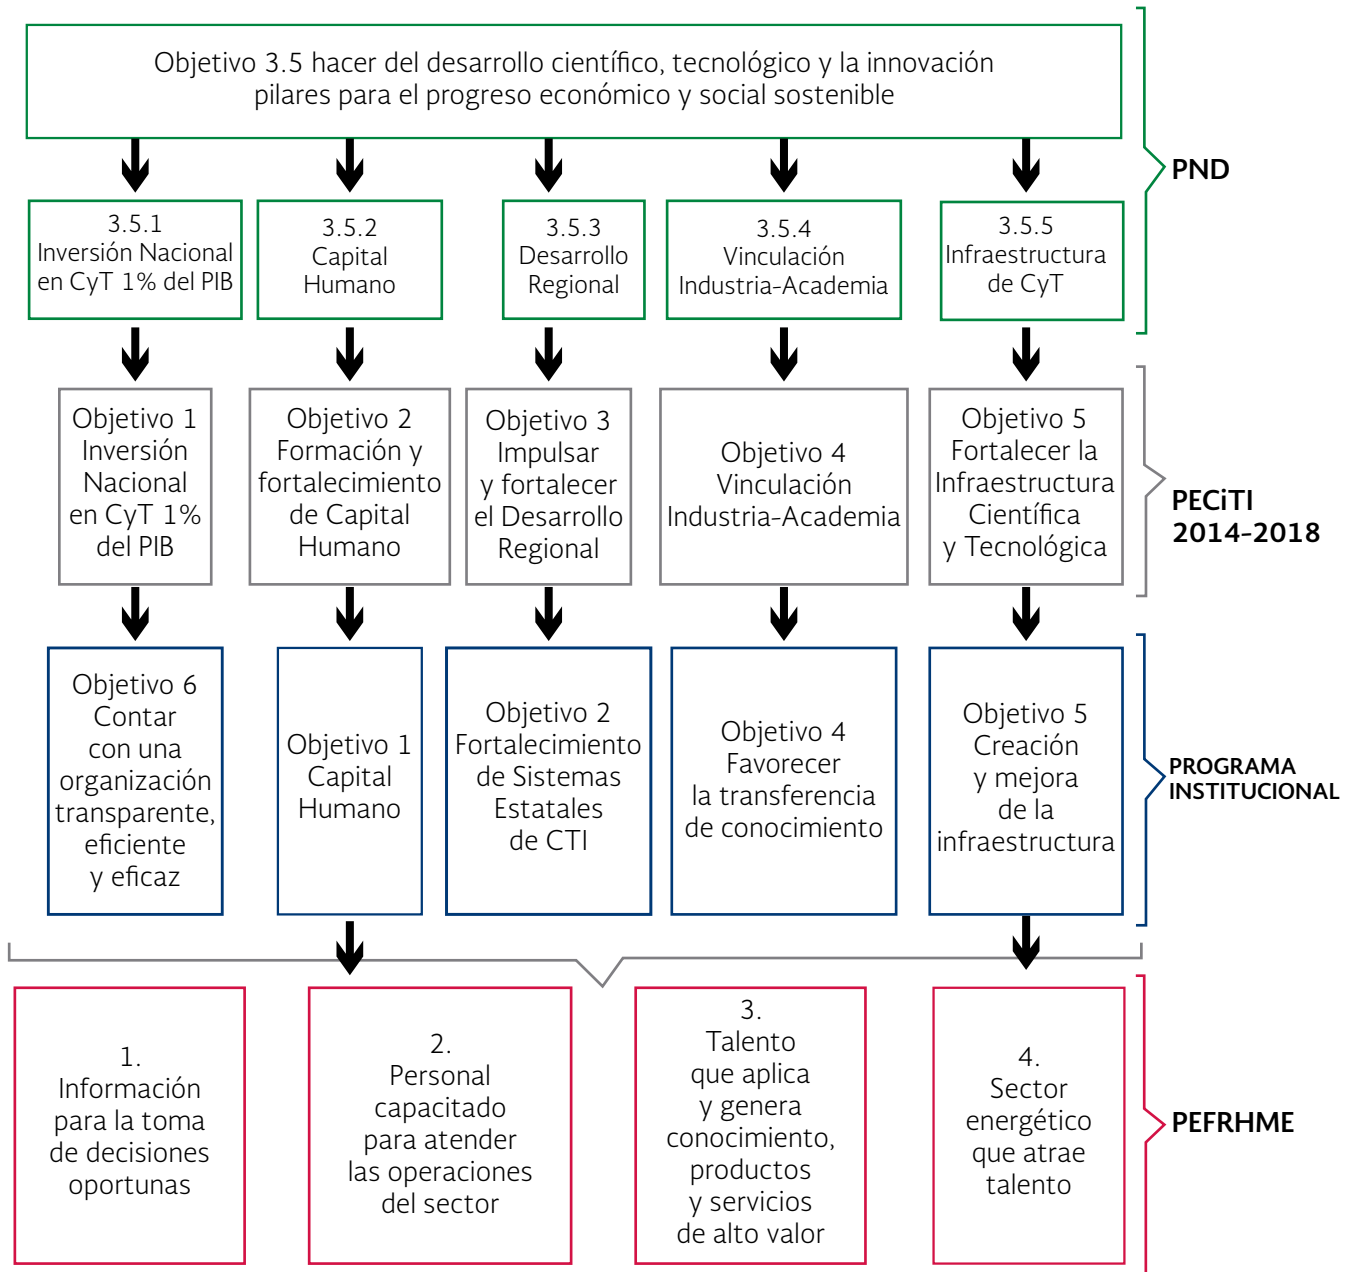 Objetivo 3.5 hacer del desarrollo científico, tecnológico y la innovación
pilares para el progreso económico y social sostenible
PND
3.5.1
Inversión Nacional
en CyT 1% del PIB
3.5.2
Capital
Humano
3.5.3
Desarrollo
Regional
3.5.4
Vinculación
Industria-Academia
3.5.5
Infraestructura
de CyT
Objetivo 1
Inversión
Nacional
en CyT 1%
del PIB
Objetivo 2
Formación y
fortalecimiento
de Capital
Humano
Objetivo 3
Impulsar
y fortalecer
el Desarrollo
Regional
Objetivo 4
Vinculación
Industria-Academia
Objetivo 5
Fortalecer la
Infraestructura
Científica
y Tecnológica
PECiTI
2014-2018
Objetivo 6
Contar
con una
organización
transparente,
eficiente
y eficaz
Objetivo 1
Capital
Humano
Objetivo 2
Fortalecimiento
de Sistemas
Estatales
de CTI
Objetivo 4
Favorecer
la transferencia
de conocimiento
Objetivo 5
Creación
y mejora
de la
infraestructura
PROGRAMA
INSTITUCIONAL
1.
Información
para la toma
de decisiones
oportunas
2.
Personal
capacitado
para atender
las operaciones
del sector
3.
Talento
que aplica
y genera
conocimiento,
productos
y servicios
de alto valor
4.
Sector
energético
que atrae
talento
PEFRHME